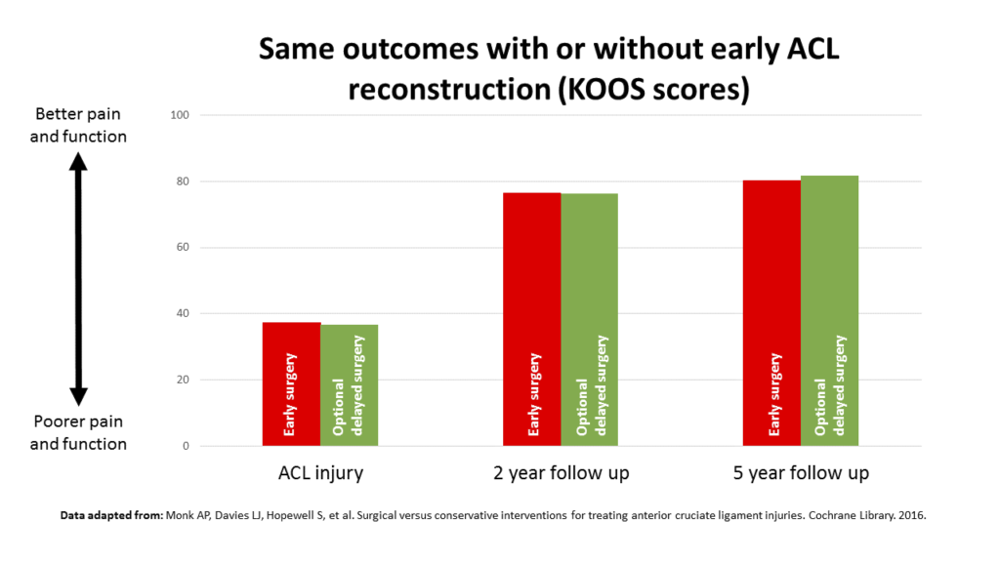 Same outcomes with or without early ACL
reconstruction (KOOS scores)
Better pain
and function
Poorer pain
and function
100
80
60
40
20
0
Early surgery
Optional
delayed surgery
Early surgery
Optional
delayed surgery
Early surgery
Optional
delayed surgery
ACL injury
2 year follow up
5 year follow up
Data adapted from: Monk AP, Davies LJ, Hopewell S, et al. Surgical versus conservative interventions for treating anterior cruciate ligament injuries. Cochrane Library. 2016.